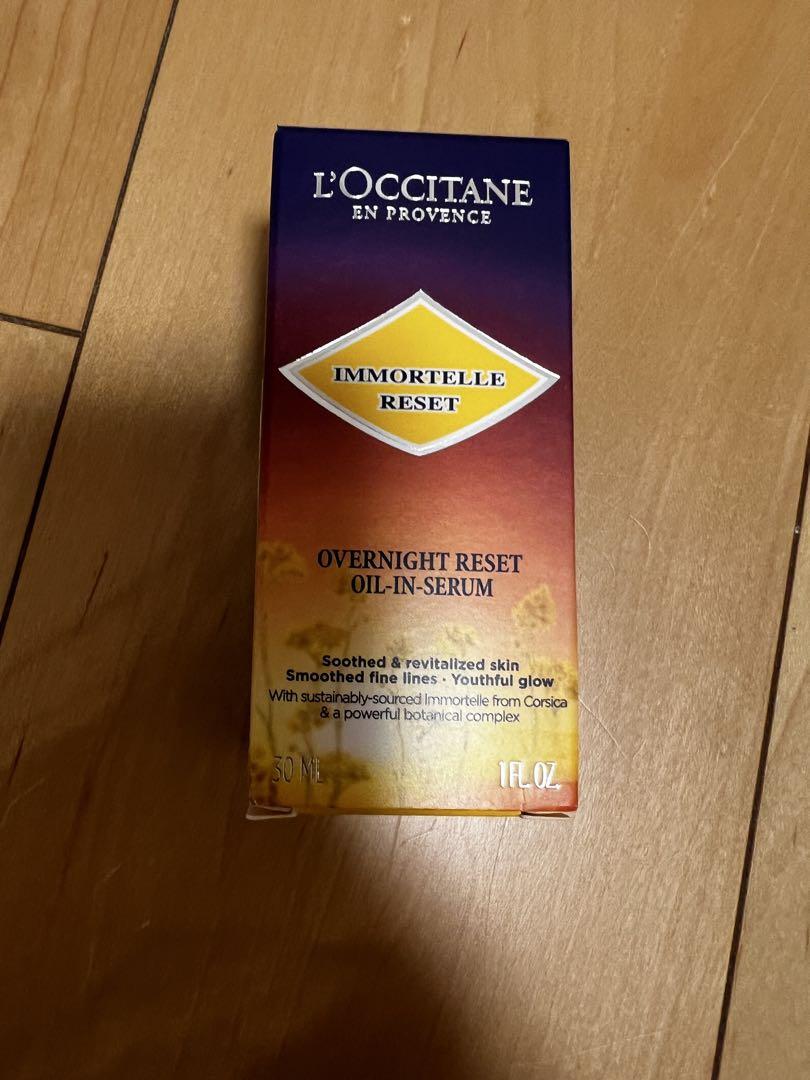 L'OCCITANE
EN PROVENCE
IMMORTELLE
RESET
OVERNIGHT RESET
OIL-IN-SERUM
Soothed & revitalized skin
Smoothed fine lines · Youthful glow
With sustainably-sourced Immortelle from Corsica
& a powerful botanical complex
30 ML 1 FL. OZ.